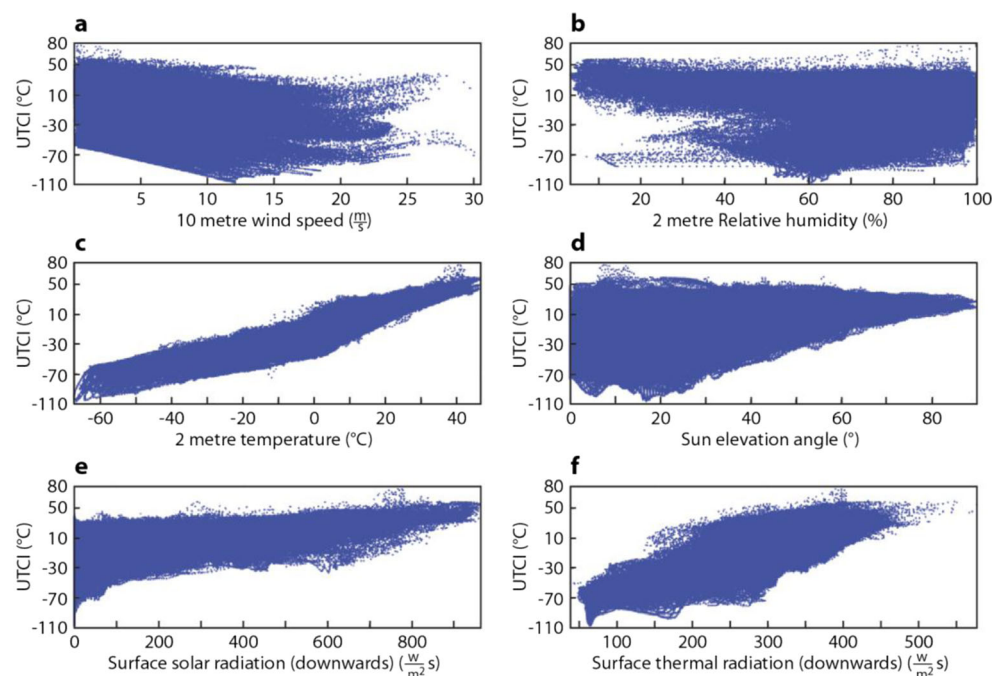 a
80
50
10
-30
-70
-110
UTCI (°C)
5 10 15 20 25 30
10 metre wind speed (m/s)
b
80
50
10
-30
-70
-110
UTCI (°C)
20 40 60 80 100
2 metre Relative humidity (%)
c
80
50
10
-30
-70
-110
UTCI (°C)
-60 -40 -20 0 20 40
2 metre temperature (°C)
d
80
50
10
-30
-70
-110
UTCI (°C)
0 20 40 60 80
Sun elevation angle (°)
e
80
50
10
-30
-70
-110
UTCI (°C)
0 200 400 600 800
Surface solar radiation (downwards) (w/m² s)
f
80
50
10
-30
-70
-110
UTCI (°C)
100 200 300 400 500
Surface thermal radiation (downwards) (w/m² s)